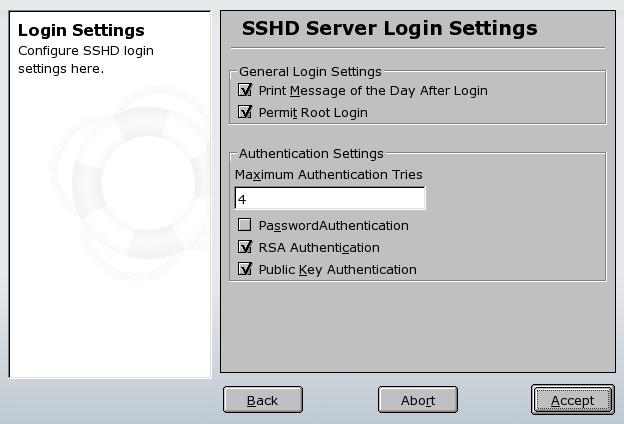 Login Settings
Configure SSHD login
settings here.
SSHD Server Login Settings
General Login Settings
Print Message of the Day After Login
Permit Root Login
Authentication Settings
Maximum Authentication Tries
4
PasswordAuthentication
RSA Authentication
Public Key Authentication
Back
Abort
Accept